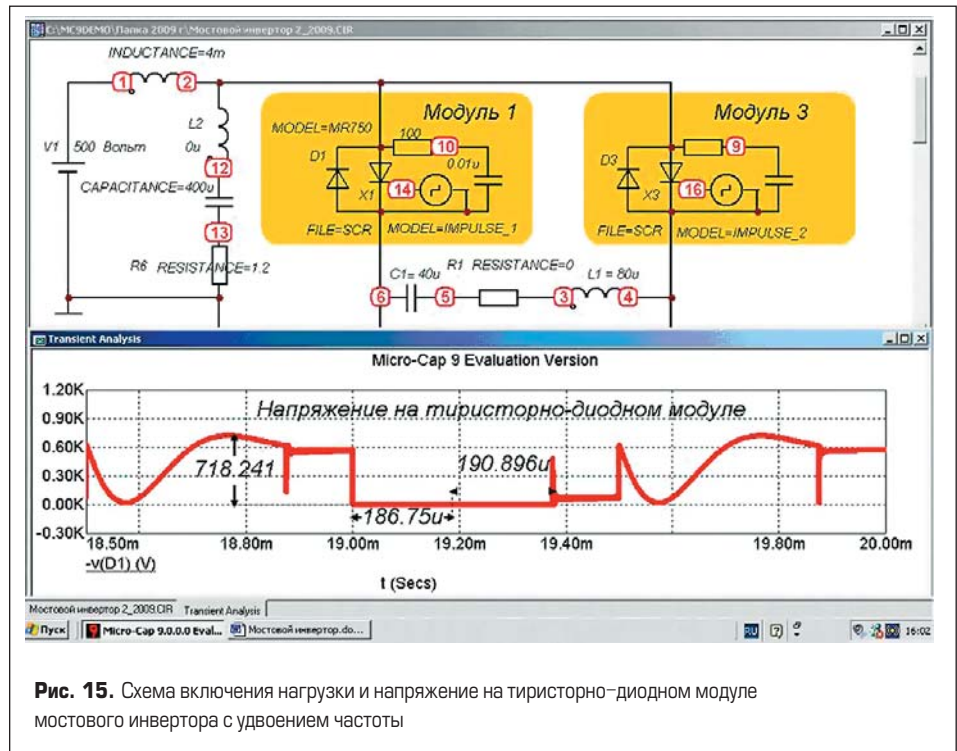 C:\MC9DEMO\Папка 2009 г\Мостовой инвертор 2_2009.CIR
INDUCTANCE=4m
1
2
Модуль 1
Модуль 3
MODEL=MR750
100
10
9
L2
0u
V1 500 Вольт
D1
0.01u
D3
12
CAPACITANCE=400u
X1
14
X3
16
13
FILE=SCR MODEL=IMPULSE_1
FILE=SCR MODEL=IMPULSE_2
R6 RESISTANCE=1.2
C1= 40u
R1 RESISTANCE=0
L1 = 80u
6
5
3
4
Transient Analysis
Micro-Cap 9 Evaluation Version
1.20K
Напряжение на тиристорно-диодном модуле
0.90K
0.60K
718.241
190.896u
0.30K
0.00K
186.75u
-0.30K
18.50m 18.80m 19.00m 19.20m 19.40m 19.80m 20.00m
-v(D1) (V)
t (Secs)
Мостовой инвертор 2_2009.CIR Transient Analysis
Пуск Micro-Cap 9.0.0.0 Eval... Мостовой инвертор.do... RU 16:02
Рис. 15. Схема включения нагрузки и напряжение на тиристорно-диодном модуле
мостового инвертора с удвоением частоты